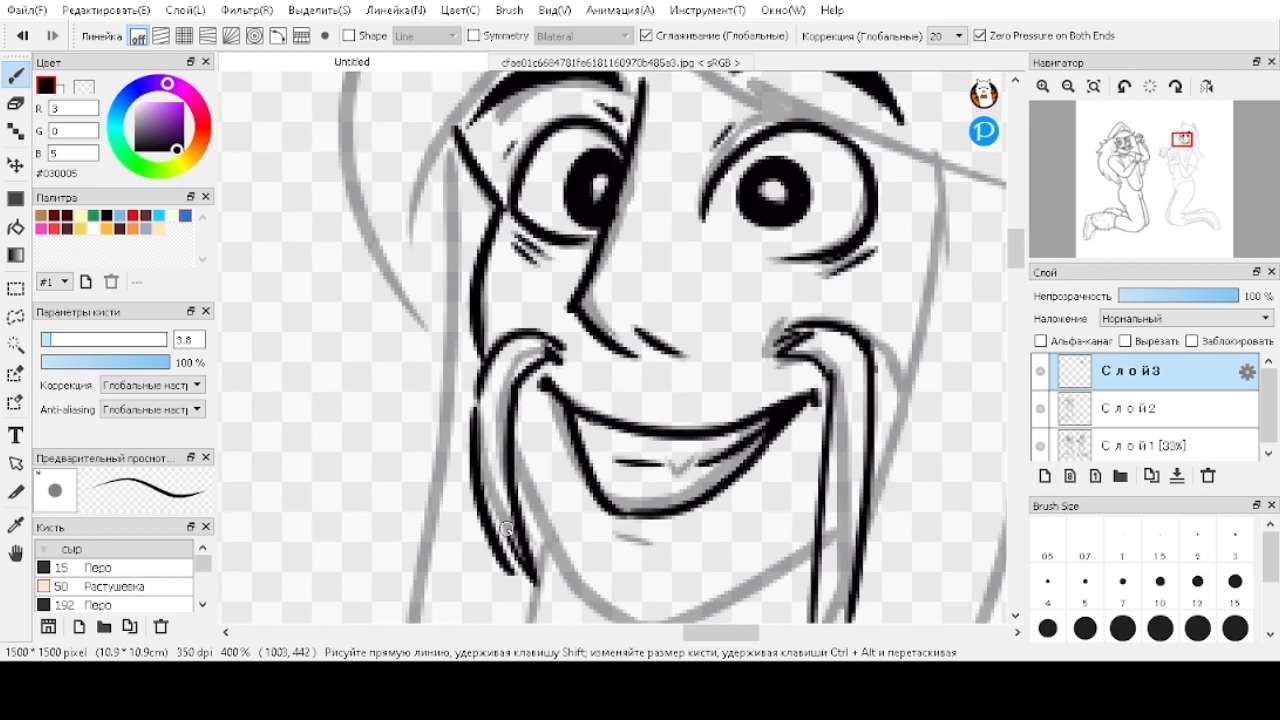 Файл(F) Редактировать(E) Слой(L) Фильтр(R) Выделить(S) Линейка(N) Цвет(C) Brush Вид(V) Анимация(A) Инструмент(T) Окно(W) Help
Линейка off Shape Line Symmetry Bilateral Сглаживание (Глобальные) Коррекция (Глобальные) 20 Zero Pressure on Both Ends
Цвет
Untitled
cfae01c6684781fe6181160970b485a3.jpg < sRGB >
Навигатор
R 3
G 0
B 5
#030005
Палитра
#1
Слой
Непрозрачность 100 %
Наложение Нормальный
Альфа-канал Вырезать Заблокировать
Слой3
Слой2
Слой1 [33%]
Параметры кисти
3.8
100 %
Коррекция Глобальные наст
Anti-aliasing Глобальные наст
T
Предварительный просмот...
*
Кисть
сыр
15 Перо
50 Растушевка
192 Перо
Brush Size
05 07 1 1.5 2 3
4 5 7 10 12 15
1500 * 1500 pixel (10.9 * 10.9cm) 350 dpi 400 % ( 1003, 442 ) Рисуйте прямую линию, удерживая клавишу Shift; изменяйте размер кисти, удерживая клавиши Ctrl + Alt и перетаскивая